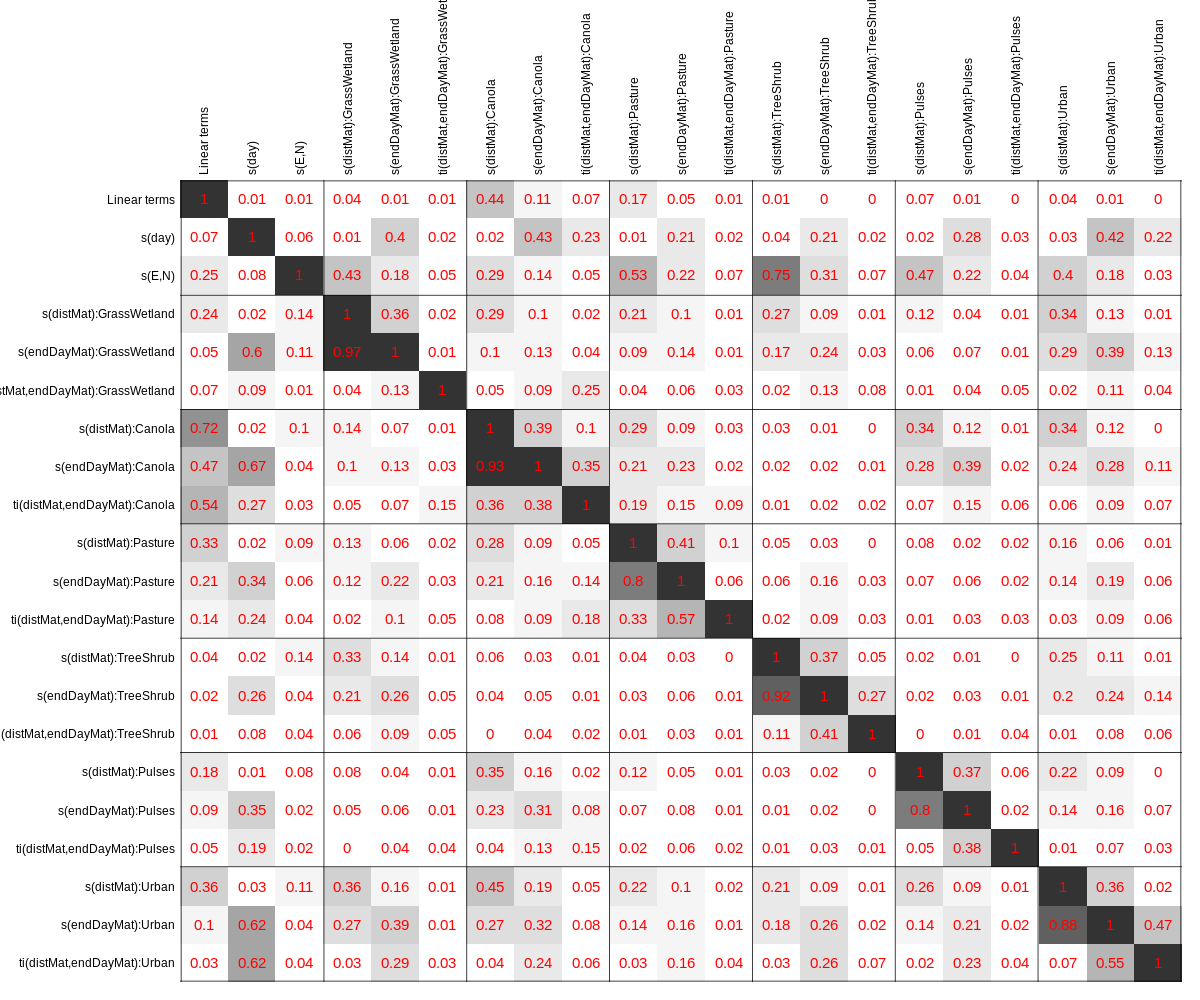 Linear terms
s(day)
s(E,N)
s(distMat):GrassWetland
s(endDayMat):GrassWetland
ti(distMat,endDayMat):GrassWet
s(distMat):Canola
s(endDayMat):Canola
ti(distMat,endDayMat):Canola
s(distMat):Pasture
s(endDayMat):Pasture
ti(distMat,endDayMat):Pasture
s(distMat):TreeShrub
s(endDayMat):TreeShrub
ti(distMat,endDayMat):TreeShrub
s(distMat):Pulses
s(endDayMat):Pulses
ti(distMat,endDayMat):Pulses
s(distMat):Urban
s(endDayMat):Urban
ti(distMat,endDayMat):Urban
Linear terms 1 0.01 0.01 0.04 0.01 0.01 0.44 0.11 0.07 0.17 0.05 0.01 0.01 0 0 0.07 0.01 0 0.04 0.01 0
s(day) 0.07 1 0.06 0.01 0.4 0.02 0.02 0.43 0.23 0.01 0.21 0.02 0.04 0.21 0.02 0.02 0.28 0.03 0.03 0.42 0.22
s(E,N) 0.25 0.08 1 0.43 0.18 0.05 0.29 0.14 0.05 0.53 0.22 0.07 0.75 0.31 0.07 0.47 0.22 0.04 0.4 0.18 0.03
s(distMat):GrassWetland 0.24 0.02 0.14 1 0.36 0.02 0.29 0.1 0.02 0.21 0.1 0.01 0.27 0.09 0.01 0.12 0.04 0.01 0.34 0.13 0.01
s(endDayMat):GrassWetland 0.05 0.6 0.11 0.97 1 0.01 0.1 0.13 0.04 0.09 0.14 0.01 0.17 0.24 0.03 0.06 0.07 0.01 0.29 0.39 0.13
stMat,endDayMat):GrassWetland 0.07 0.09 0.01 0.04 0.13 1 0.05 0.09 0.25 0.04 0.06 0.03 0.02 0.13 0.08 0.01 0.04 0.05 0.02 0.11 0.04
s(distMat):Canola 0.72 0.02 0.1 0.14 0.07 0.01 1 0.39 0.1 0.29 0.09 0.03 0.03 0.01 0 0.34 0.12 0.01 0.34 0.12 0
s(endDayMat):Canola 0.47 0.67 0.04 0.1 0.13 0.03 0.93 1 0.35 0.21 0.23 0.02 0.02 0.02 0.01 0.28 0.39 0.02 0.24 0.28 0.11
ti(distMat,endDayMat):Canola 0.54 0.27 0.03 0.05 0.07 0.15 0.36 0.38 1 0.19 0.15 0.09 0.01 0.02 0.02 0.07 0.15 0.06 0.06 0.09 0.07
s(distMat):Pasture 0.33 0.02 0.09 0.13 0.06 0.02 0.28 0.09 0.05 1 0.41 0.1 0.05 0.03 0 0.08 0.02 0.02 0.16 0.06 0.01
s(endDayMat):Pasture 0.21 0.34 0.06 0.12 0.22 0.03 0.21 0.16 0.14 0.8 1 0.06 0.06 0.16 0.03 0.07 0.06 0.02 0.14 0.19 0.06
ti(distMat,endDayMat):Pasture 0.14 0.24 0.04 0.02 0.1 0.05 0.08 0.09 0.18 0.33 0.57 1 0.02 0.09 0.03 0.01 0.03 0.03 0.03 0.09 0.06
s(distMat):TreeShrub 0.04 0.02 0.14 0.33 0.14 0.01 0.06 0.03 0.01 0.04 0.03 0 1 0.37 0.05 0.02 0.01 0 0.25 0.11 0.01
s(endDayMat):TreeShrub 0.02 0.26 0.04 0.21 0.26 0.05 0.04 0.05 0.01 0.03 0.06 0.01 0.92 1 0.27 0.02 0.03 0.01 0.2 0.24 0.14
(distMat,endDayMat):TreeShrub 0.01 0.08 0.04 0.06 0.09 0.05 0 0.04 0.02 0.01 0.03 0.01 0.11 0.41 1 0 0.01 0.04 0.01 0.08 0.06
s(distMat):Pulses 0.18 0.01 0.08 0.08 0.04 0.01 0.35 0.16 0.02 0.12 0.05 0.01 0.03 0.02 0 1 0.37 0.06 0.22 0.09 0
s(endDayMat):Pulses 0.09 0.35 0.02 0.05 0.06 0.01 0.23 0.31 0.08 0.07 0.08 0.01 0.01 0.02 0 0.8 1 0.02 0.14 0.16 0.07
ti(distMat,endDayMat):Pulses 0.05 0.19 0.02 0 0.04 0.04 0.04 0.13 0.15 0.02 0.06 0.02 0.01 0.03 0.01 0.05 0.38 1 0.01 0.07 0.03
s(distMat):Urban 0.36 0.03 0.11 0.36 0.16 0.01 0.45 0.19 0.05 0.22 0.1 0.02 0.21 0.09 0.01 0.26 0.09 0.01 1 0.36 0.02
s(endDayMat):Urban 0.1 0.62 0.04 0.27 0.39 0.01 0.27 0.32 0.08 0.14 0.16 0.01 0.18 0.26 0.02 0.14 0.21 0.02 0.88 1 0.47
ti(distMat,endDayMat):Urban 0.03 0.62 0.04 0.03 0.29 0.03 0.04 0.24 0.06 0.03 0.16 0.04 0.03 0.26 0.07 0.02 0.23 0.04 0.07 0.55 1